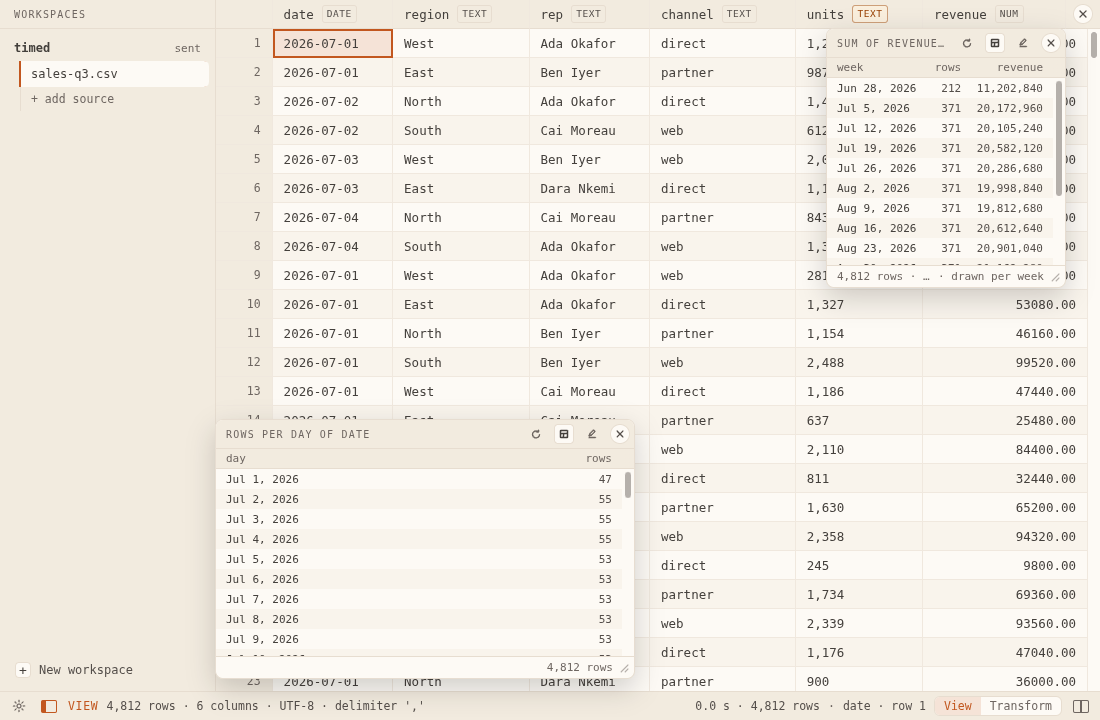 WORKSPACES
timed sent
sales-q3.csv
+ add source
+ New workspace
date DATE region TEXT rep TEXT channel TEXT units TEXT revenue NUM
1 2026-07-01 West Ada Okafor direct
2 2026-07-01 East Ben Iyer partner 987
3 2026-07-02 North Ada Okafor direct
4 2026-07-02 South Cai Moreau web 612
5 2026-07-03 West Ben Iyer web
6 2026-07-03 East Dara Nkemi direct
7 2026-07-04 North Cai Moreau partner 843
8 2026-07-04 South Ada Okafor web
9 2026-07-01 West Ada Okafor web 281
10 2026-07-01 East Ada Okafor direct 1,327 53080.00
11 2026-07-01 North Ben Iyer partner 1,154 46160.00
12 2026-07-01 South Ben Iyer web 2,488 99520.00
13 2026-07-01 West Cai Moreau direct 1,186 47440.00
14 2026-07-01 East Cai Moreau partner 637 25480.00
web 2,110 84400.00
direct 811 32440.00
partner 1,630 65200.00
web 2,358 94320.00
direct 245 9800.00
partner 1,734 69360.00
web 2,339 93560.00
direct 1,176 47040.00
23 2026-07-01 North Dara Nkemi partner 900 36000.00
SUM OF REVENUE…
week rows revenue
Jun 28, 2026 212 11,202,840
Jul 5, 2026 371 20,172,960
Jul 12, 2026 371 20,105,240
Jul 19, 2026 371 20,582,120
Jul 26, 2026 371 20,286,680
Aug 2, 2026 371 19,998,840
Aug 9, 2026 371 19,812,680
Aug 16, 2026 371 20,612,640
Aug 23, 2026 371 20,901,040
4,812 rows · … · drawn per week
ROWS PER DAY OF DATE
day rows
Jul 1, 2026 47
Jul 2, 2026 55
Jul 3, 2026 55
Jul 4, 2026 55
Jul 5, 2026 53
Jul 6, 2026 53
Jul 7, 2026 53
Jul 8, 2026 53
Jul 9, 2026 53
4,812 rows
VIEW 4,812 rows · 6 columns · UTF-8 · delimiter ','
0.0 s · 4,812 rows · date · row 1 View Transform